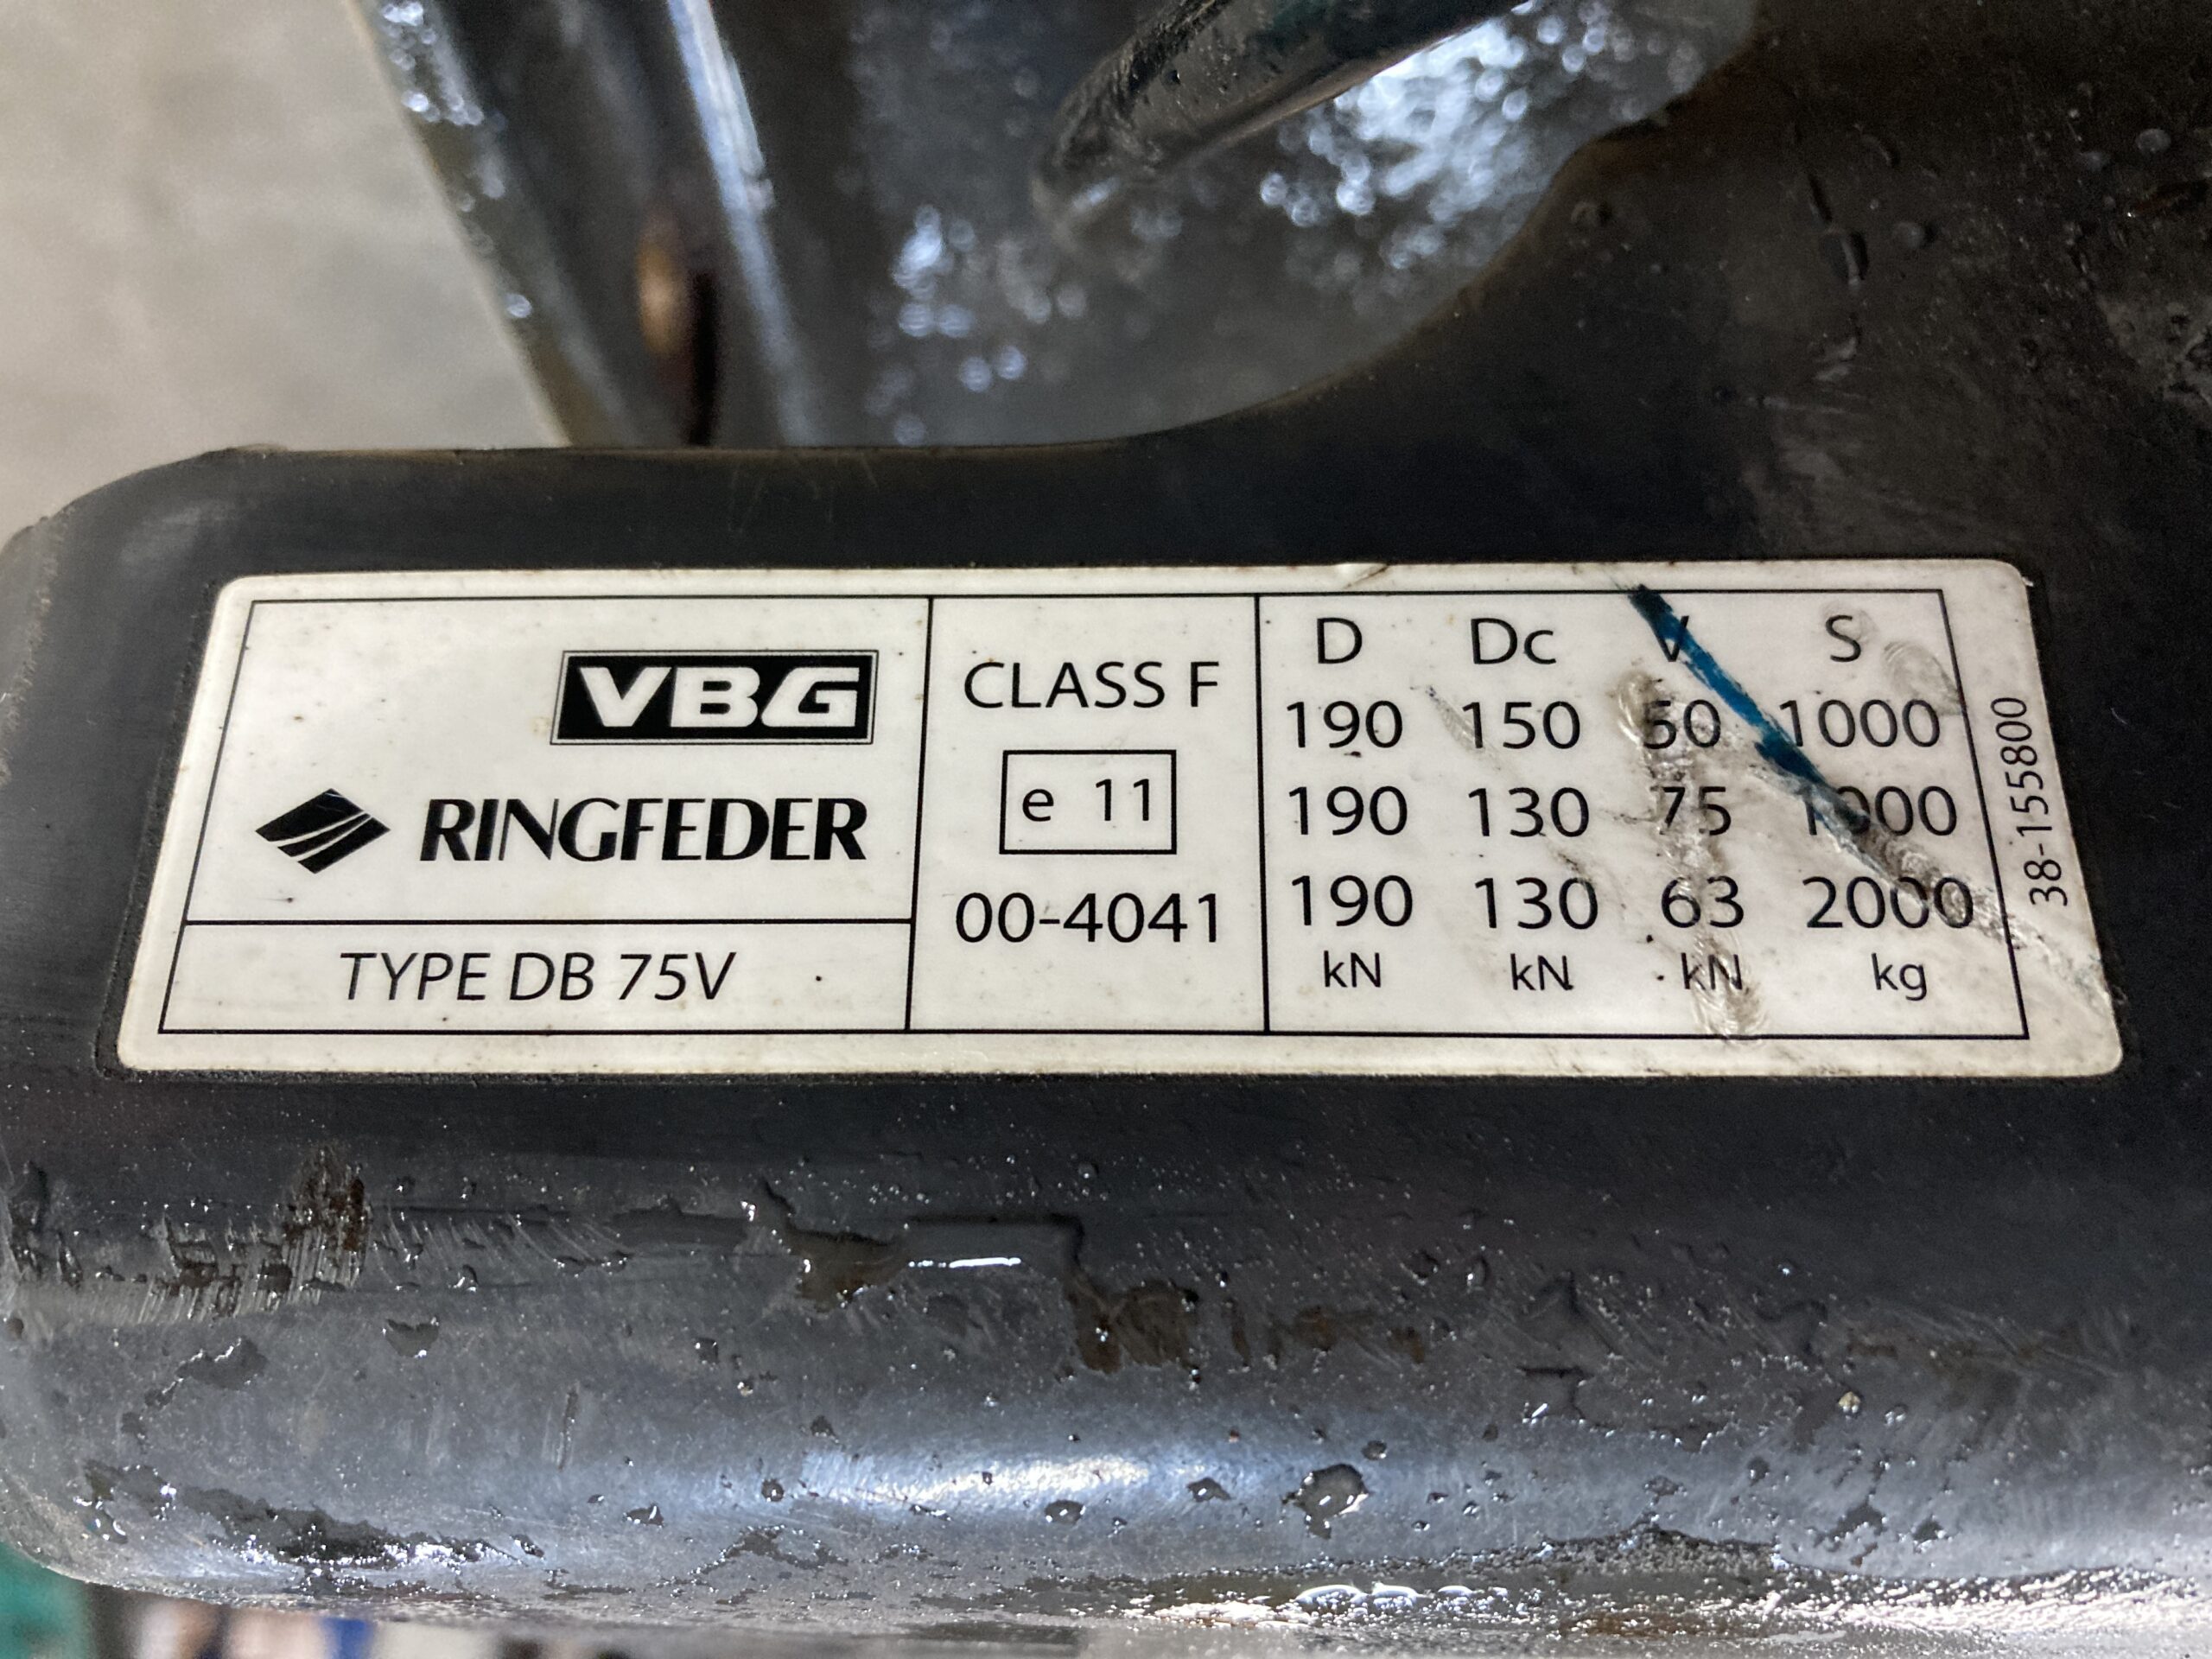 VBG
RINGFEDER
TYPE DB 75V
CLASS F
e 11
00-4041
D Dc V S
190 150 50 1000
190 130 75 1000
190 130 63 2000
kN kN kN kg
38-155800